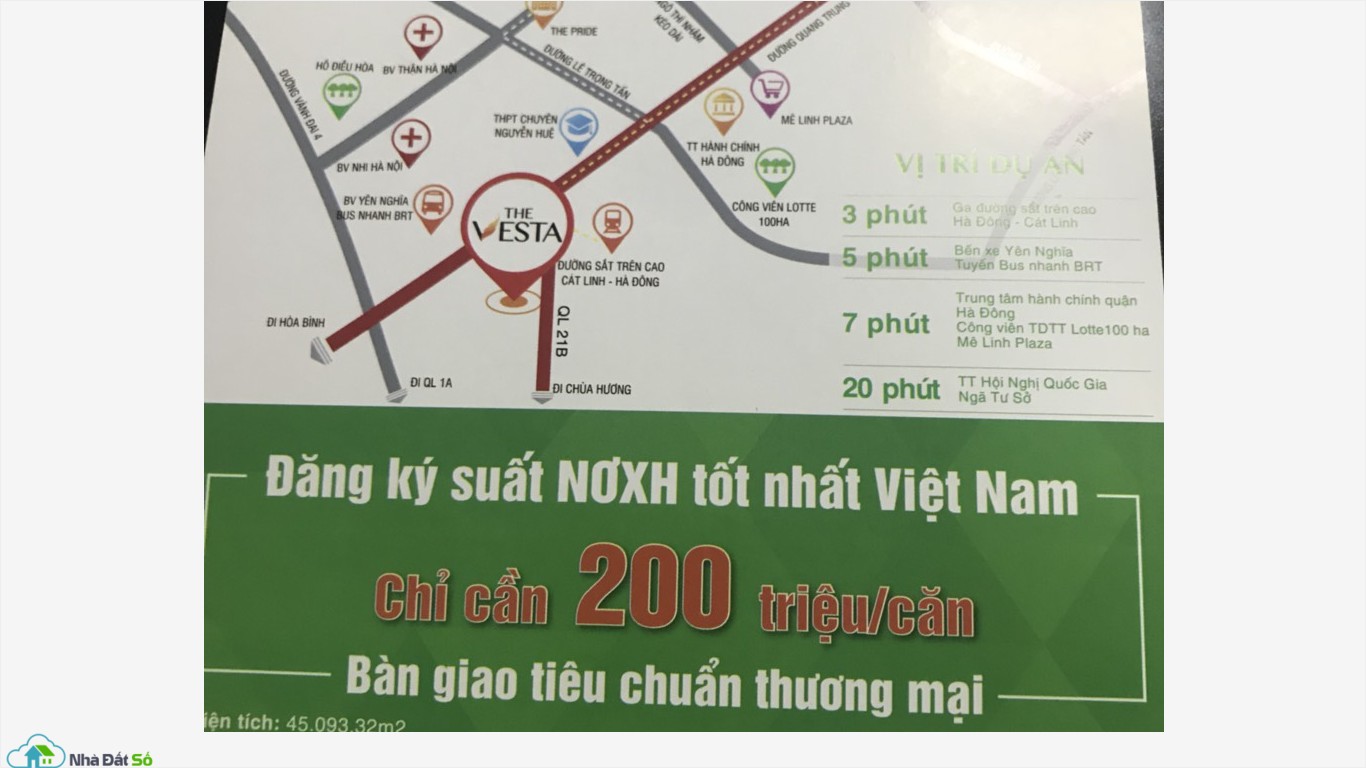 THE PRIDE
NGÔ THÌ NHẬM
KÉO DÀI
ĐƯỜNG QUANG TRUNG
HỒ ĐIỀU HÒA
BV THẬN HÀ NỘI
ĐƯỜNG LÊ TRỌNG TẤN
ĐƯỜNG VÀNH ĐAI 4
THPT CHUYÊN
NGUYỄN HUỆ
MÊ LINH PLAZA
TT HÀNH CHÍNH
HÀ ĐÔNG
BV NHI HÀ NỘI
BV YÊN NGHĨA
BUS NHANH BRT
THE
VESTA
CÔNG VIÊN LOTTE
100HA
ĐƯỜNG SẮT TRÊN CAO
CÁT LINH - HÀ ĐÔNG
ĐI HÒA BÌNH
QL 21B
ĐI QL 1A
ĐI CHÙA HƯƠNG
TẢN
VỊ TRÍ DỰ ÁN
3 phút
Ga đường sắt trên cao
Hà Đông - Cát Linh
5 phút
Bến xe Yên Nghĩa
Tuyến Bus nhanh BRT
7 phút
Trung tâm hành chính quận
Hà Đông
Công viên TDTT Lotte100 ha
Mê Linh Plaza
20 phút
TT Hội Nghị Quốc Gia
Ngã Tư Sở
Đăng ký suất NƠXH tốt nhất Việt Nam
Chỉ cần 200 triệu/căn
Bàn giao tiêu chuẩn thương mại
iện tích: 45.093,32m2
Nhà Đất Số